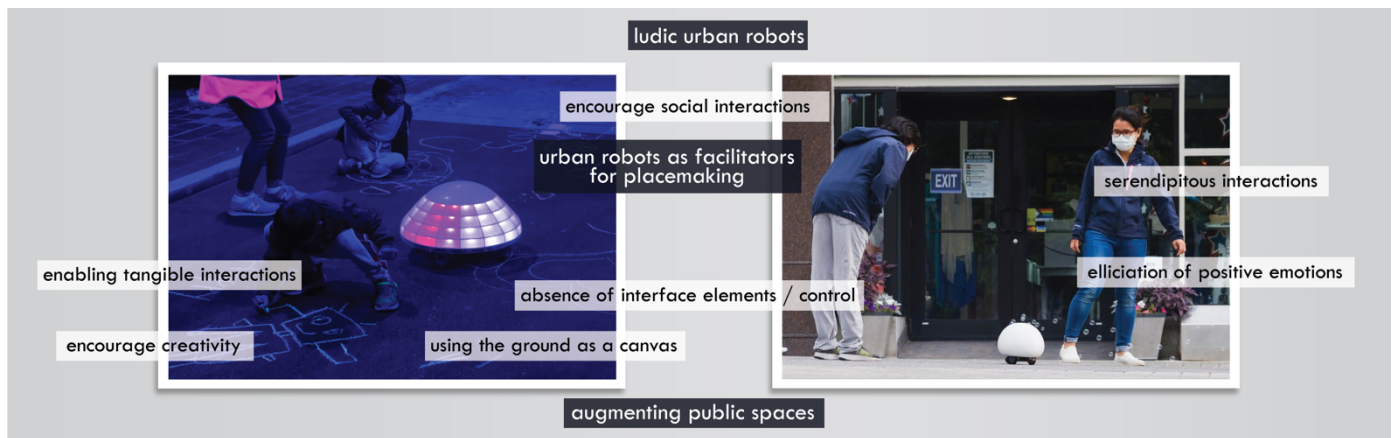 ludic urban robots
encourage social interactions
urban robots as facilitators
for placemaking
EXIT
serendipitous interactions
enabling tangible interactions
elliciation of positive emotions
absence of interface elements / control
encourage creativity
using the ground as a canvas
augmenting public spaces